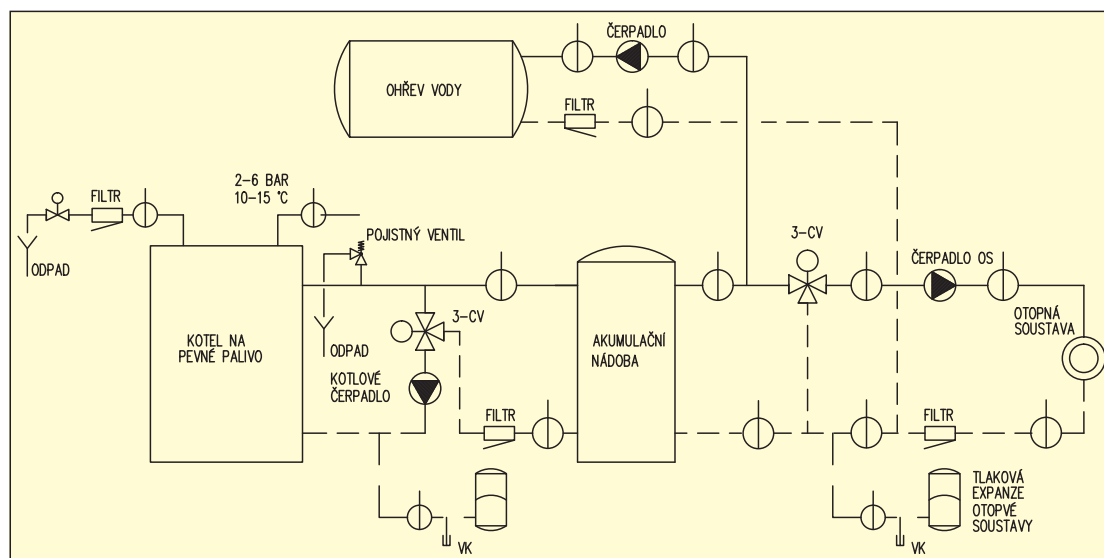 ČERPADLO
OHŘEV VODY
FILTR
2-6 BAR
10-15 °C
FILTR
ODPAD
POJISTNÝ VENTIL
3-CV
ČERPADLO OS
OTOPNÁ
SOUSTAVA
3-CV
KOTEL NA
PEVNÉ PALIVO
ODPAD
AKUMULAČNÍ
NÁDOBA
KOTLOVÉ
ČERPADLO
FILTR
FILTR
TLAKOVÁ
EXPANZE
OTOPVÉ
SOUSTAVY
VK
VK